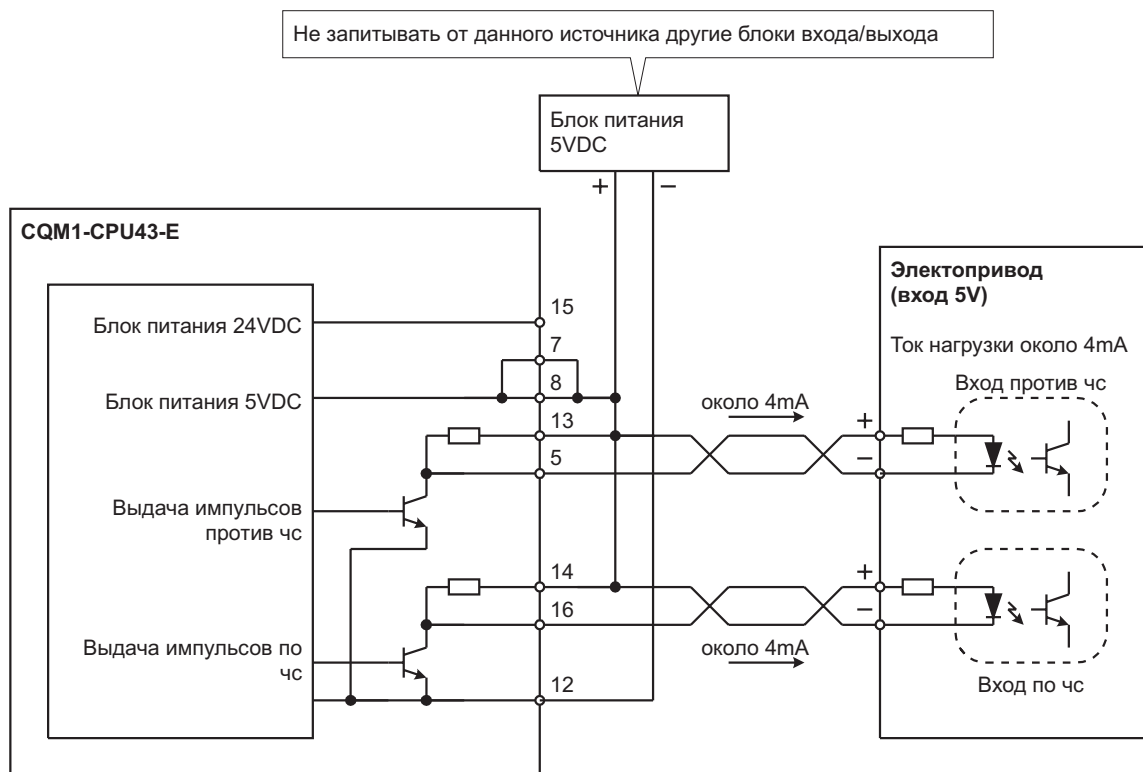 Не запитывать от данного источника другие блоки входа/выхода
Блок питания
5VDC
+
−
CQM1-CPU43-E
Блок питания 24VDC
15
7
Блок питания 5VDC
8
13
5
Выдача импульсов
против чс
14
16
Выдача импульсов по
чс
12
около 4mA
около 4mA
Электопривод
(вход 5V)
Ток нагрузки около 4mA
Вход против чс
+
−
+
−
Вход по чс